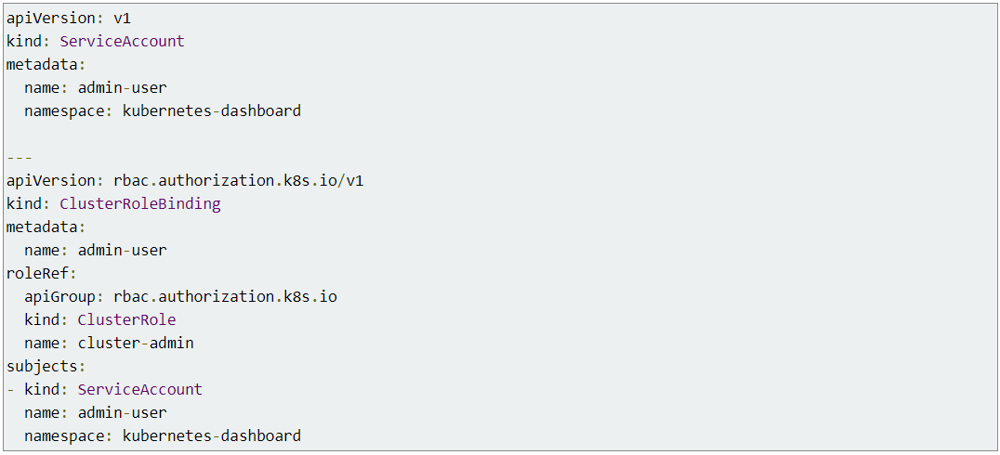 apiVersion: v1
kind: ServiceAccount
metadata:
  name: admin-user
  namespace: kubernetes-dashboard

---
apiVersion: rbac.authorization.k8s.io/v1
kind: ClusterRoleBinding
metadata:
  name: admin-user
roleRef:
  apiGroup: rbac.authorization.k8s.io
  kind: ClusterRole
  name: cluster-admin
subjects:
- kind: ServiceAccount
  name: admin-user
  namespace: kubernetes-dashboard